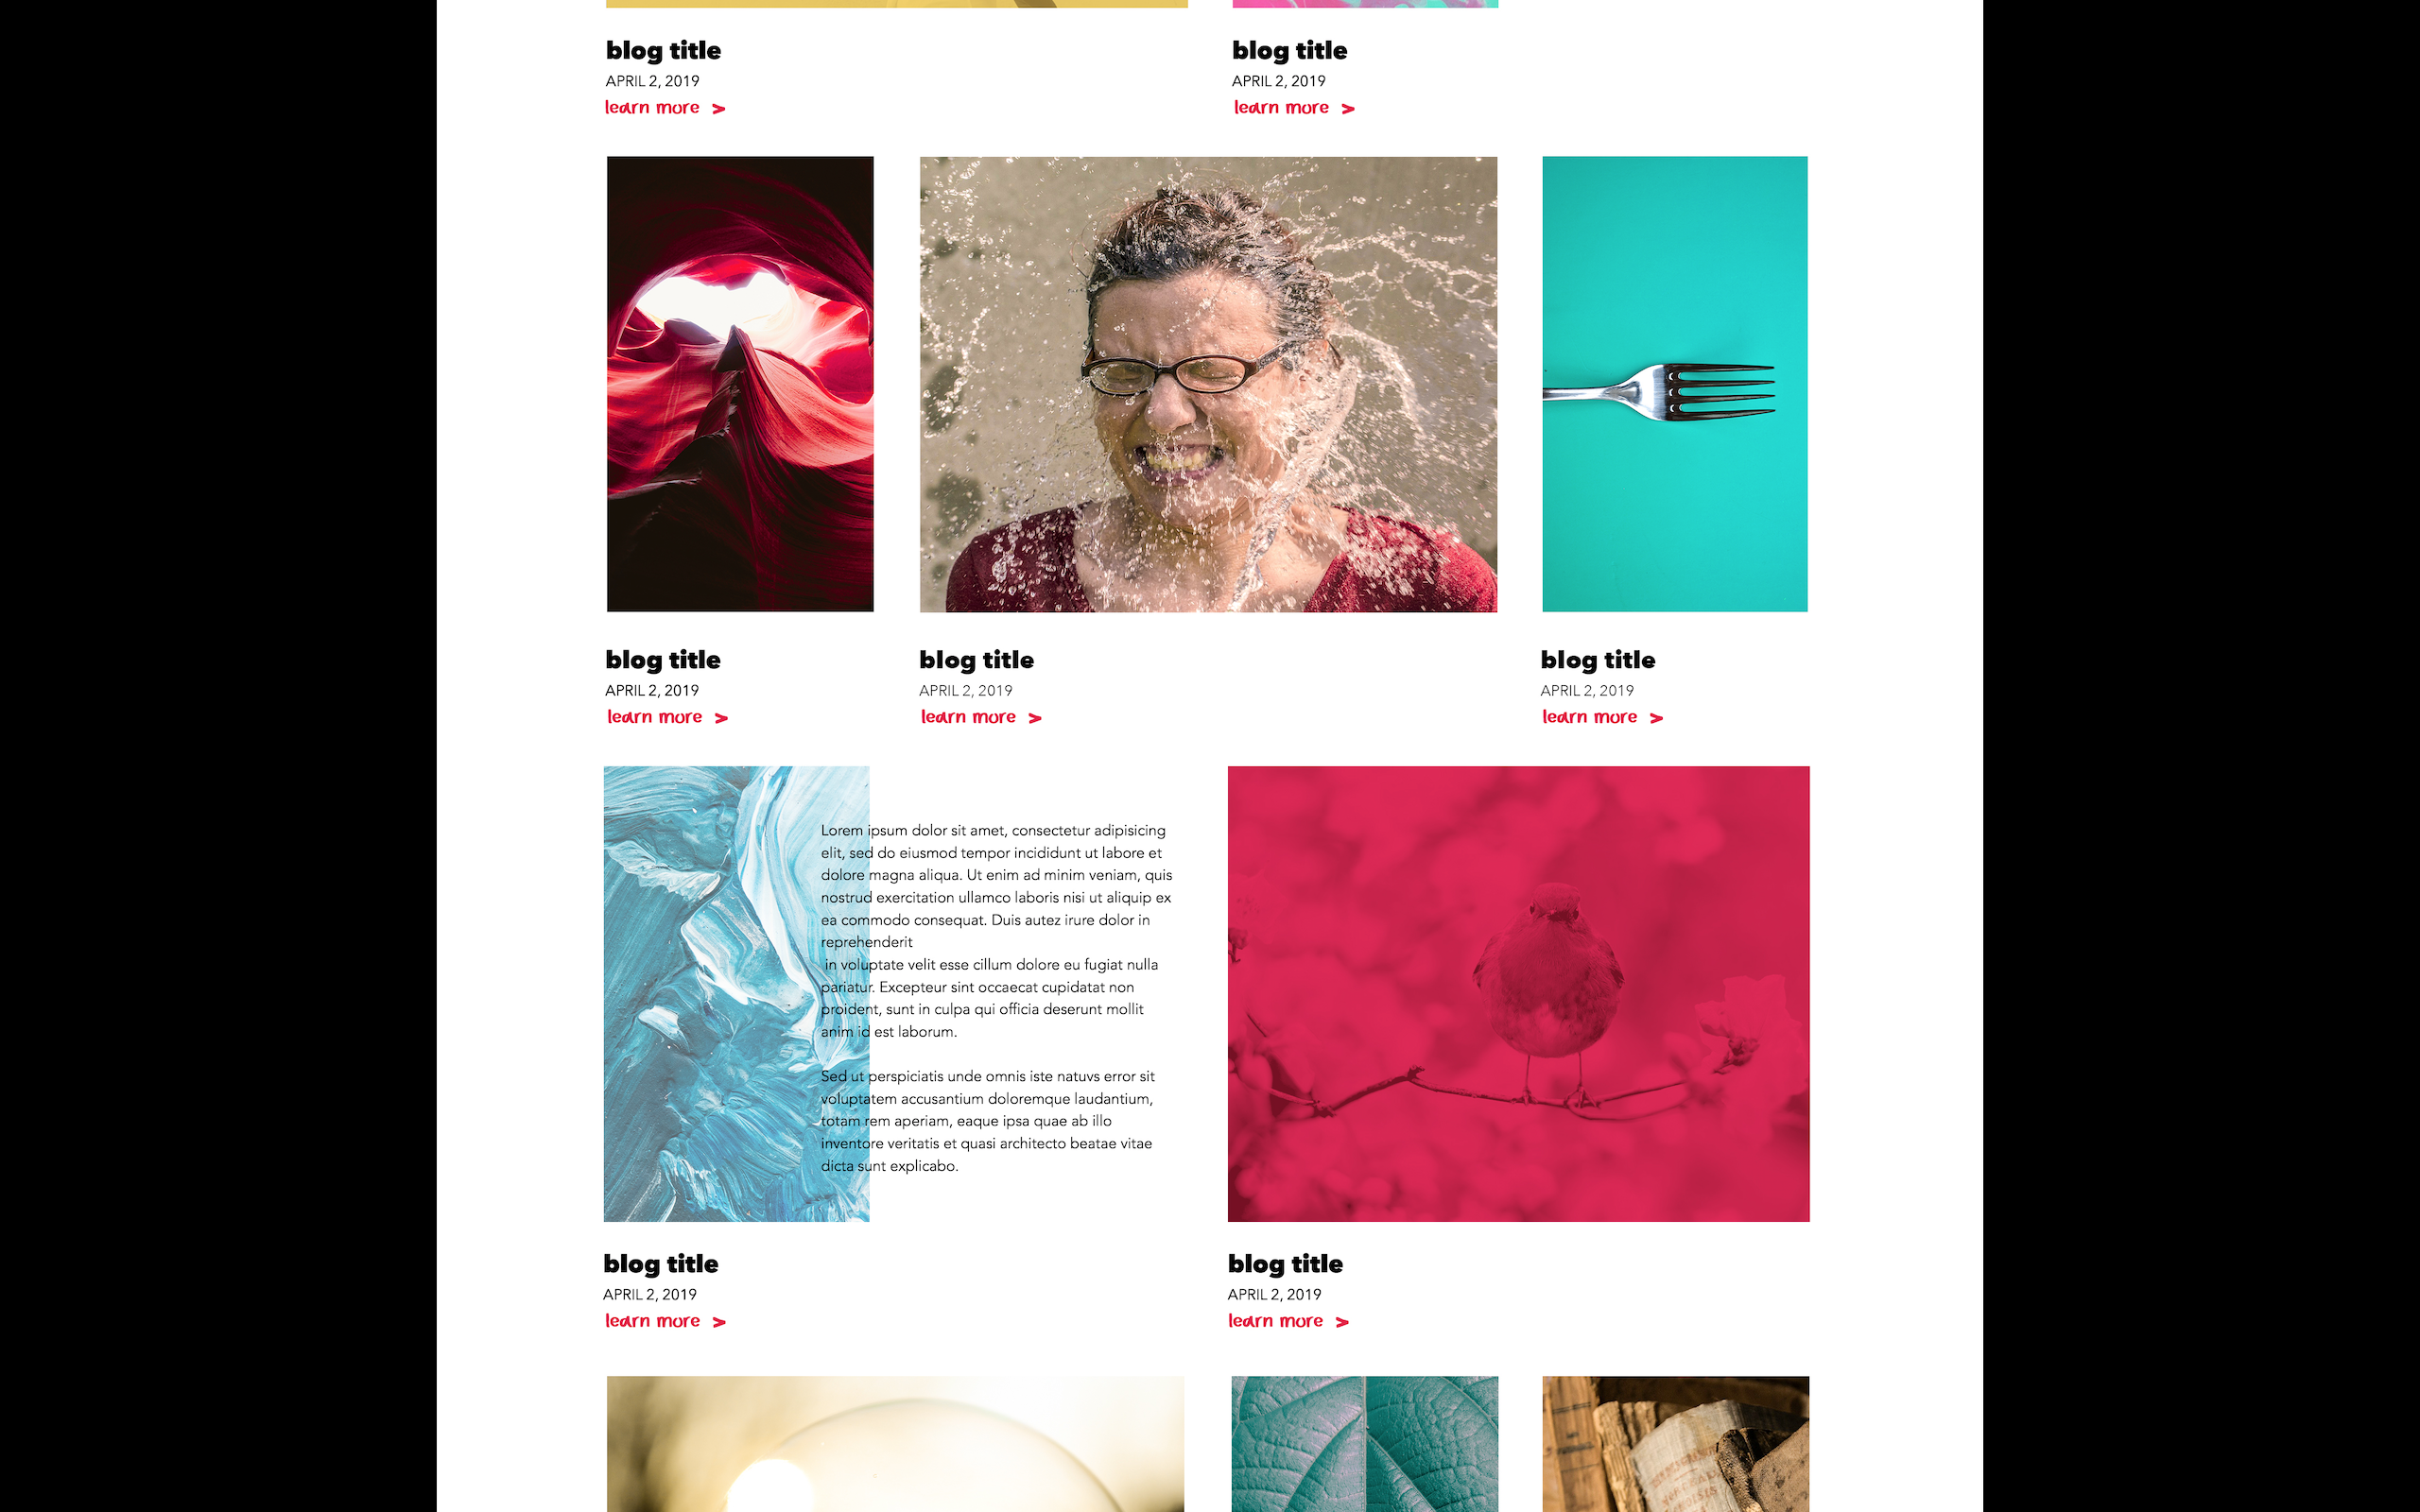 blog title
APRIL 2, 2019
learn more >
blog title
APRIL 2, 2019
learn more >
blog title
APRIL 2, 2019
learn more >
blog title
APRIL 2, 2019
learn more >
blog title
APRIL 2, 2019
learn more >
Lorem ipsum dolor sit amet, consectetur adipisicing
elit, sed do eiusmod tempor incididunt ut labore et
dolore magna aliqua. Ut enim ad minim veniam, quis
nostrud exercitation ullamco laboris nisi ut aliquip ex
ea commodo consequat. Duis autez irure dolor in
reprehenderit
in voluptate velit esse cillum dolore eu fugiat nulla
pariatur. Excepteur sint occaecat cupidatat non
proident, sunt in culpa qui officia deserunt mollit
anim id est laborum.
Sed ut perspiciatis unde omnis iste natuvs error sit
voluptatem accusantium doloremque laudantium,
totam rem aperiam, eaque ipsa quae ab illo
inventore veritatis et quasi architecto beatae vitae
dicta sunt explicabo.
blog title
APRIL 2, 2019
learn more >
blog title
APRIL 2, 2019
learn more >